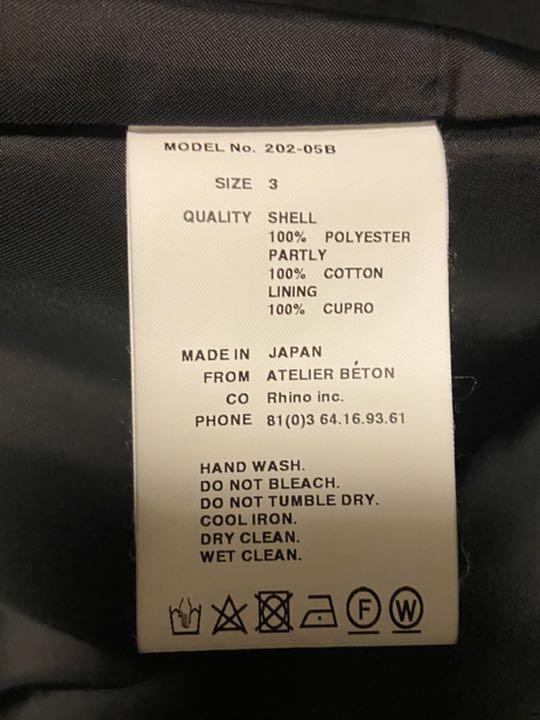 MODEL No. 202-05B
SIZE 3
QUALITY SHELL
100% POLYESTER
PARTLY
100% COTTON
LINING
100% CUPRO
MADE IN JAPAN
FROM ATELIER BÉTON
CO Rhino inc.
PHONE 81(0)3 64.16.93.61
HAND WASH.
DO NOT BLEACH.
DO NOT TUMBLE DRY.
COOL IRON.
DRY CLEAN.
WET CLEAN.
F W